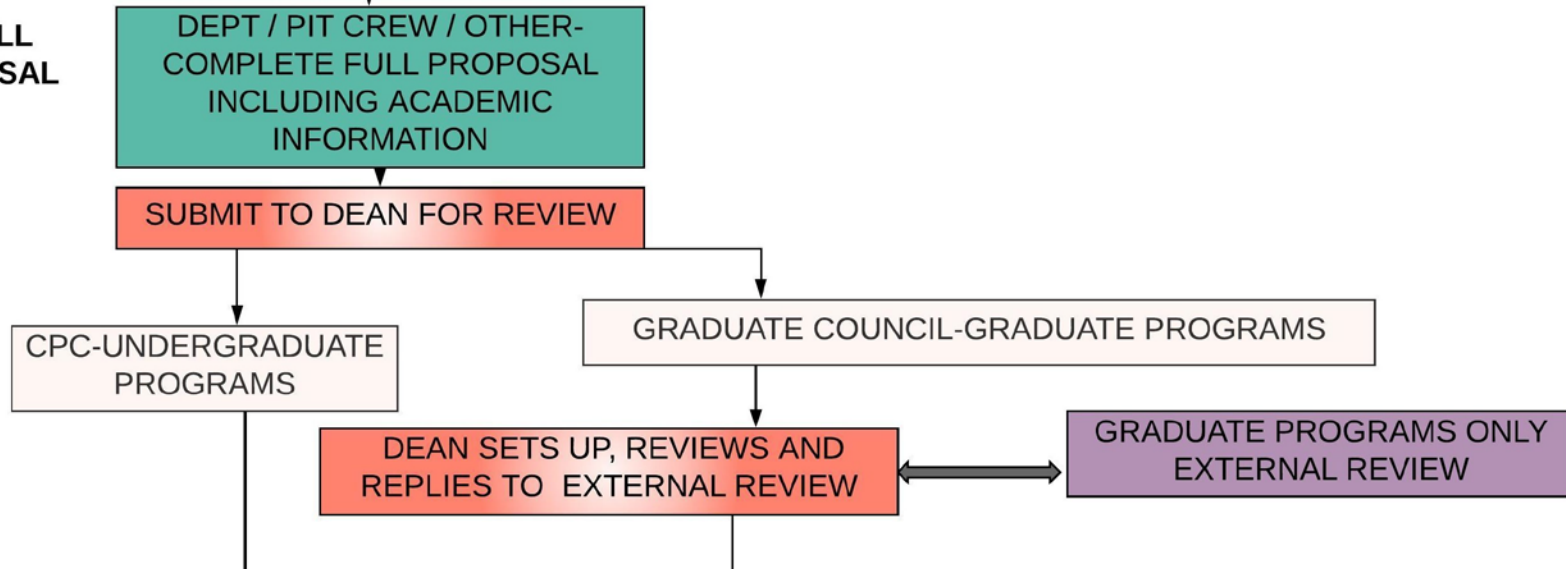 LL
SAL
DEPT / PIT CREW / OTHER-
COMPLETE FULL PROPOSAL
INCLUDING ACADEMIC
INFORMATION
SUBMIT TO DEAN FOR REVIEW
CPC-UNDERGRADUATE
PROGRAMS
GRADUATE COUNCIL-GRADUATE PROGRAMS
DEAN SETS UP, REVIEWS AND
REPLIES TO EXTERNAL REVIEW
GRADUATE PROGRAMS ONLY
EXTERNAL REVIEW